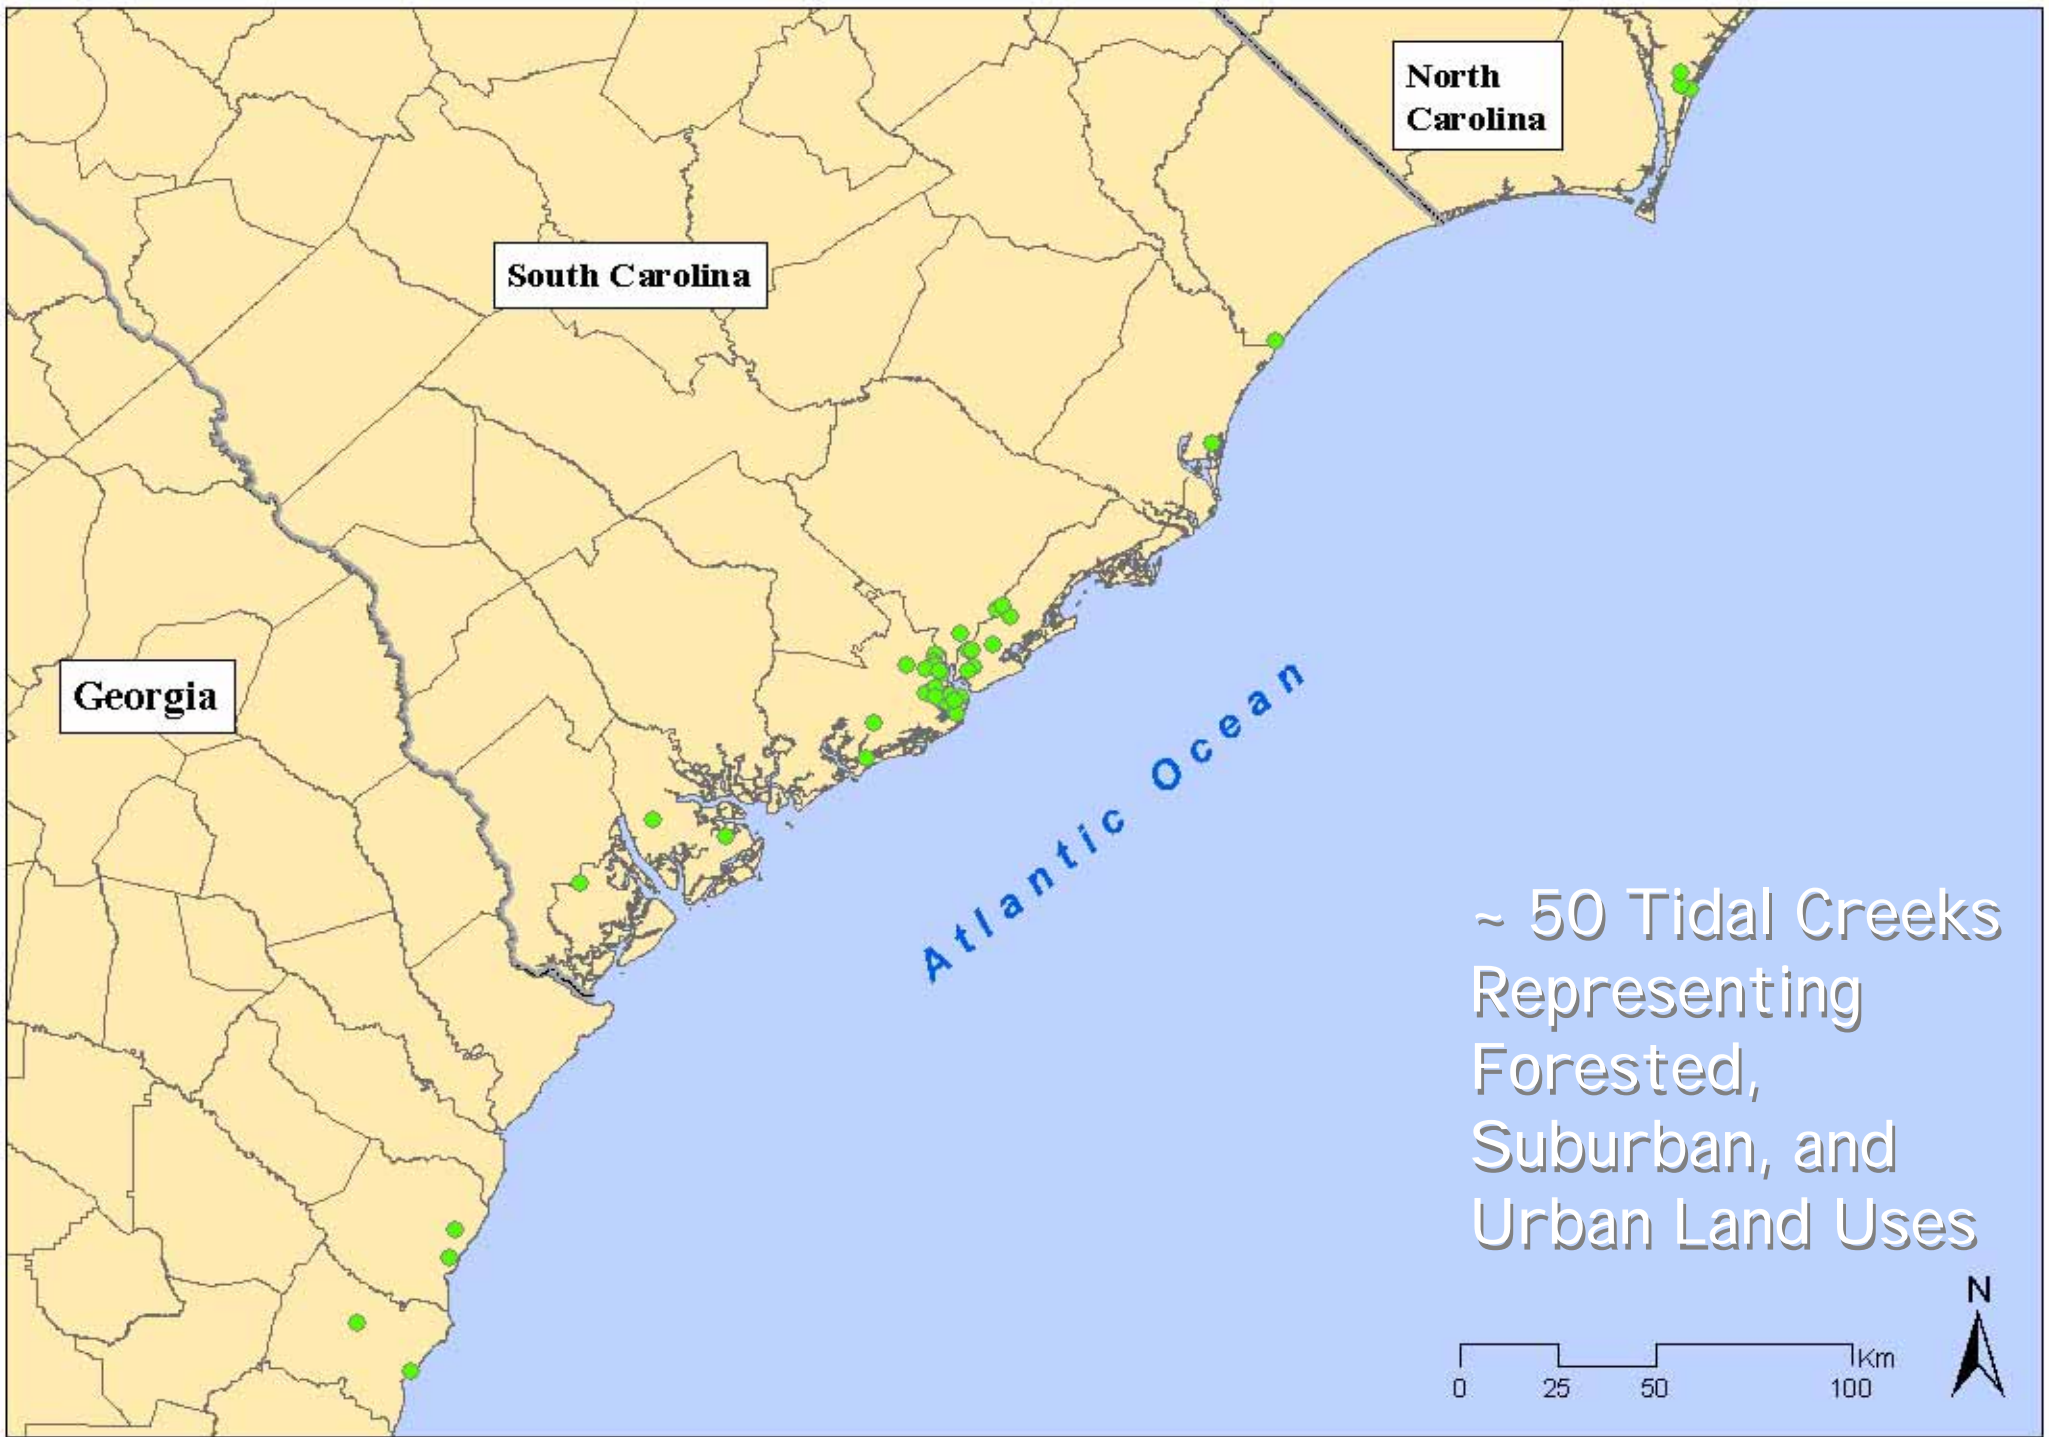 North
Carolina
South Carolina
Georgia
Atlantic Ocean
~ 50 Tidal Creeks
Representing
Forested,
Suburban, and
Urban Land Uses
N
Km
0 25 50 100